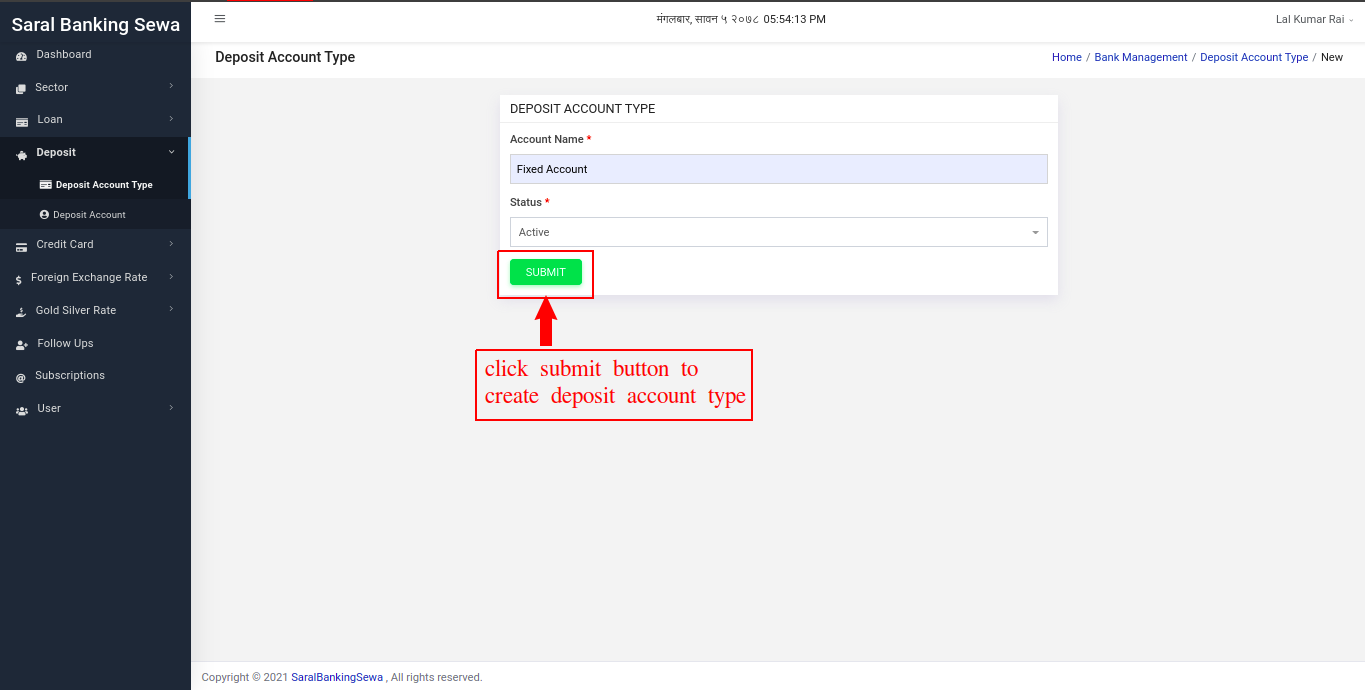 Saral Banking Sewa
मंगलबार, सावन ५ २०७८ 05:54:13 PM
Lal Kumar Rai
Dashboard
Sector
Loan
Deposit
Deposit Account Type
Deposit Account
Credit Card
Foreign Exchange Rate
Gold Silver Rate
Follow Ups
Subscriptions
User
Deposit Account Type
Home / Bank Management / Deposit Account Type / New
DEPOSIT ACCOUNT TYPE
Account Name *
Fixed Account
Status *
Active
SUBMIT
click submit button to
create deposit account type
Copyright © 2021 SaralBankingSewa , All rights reserved.